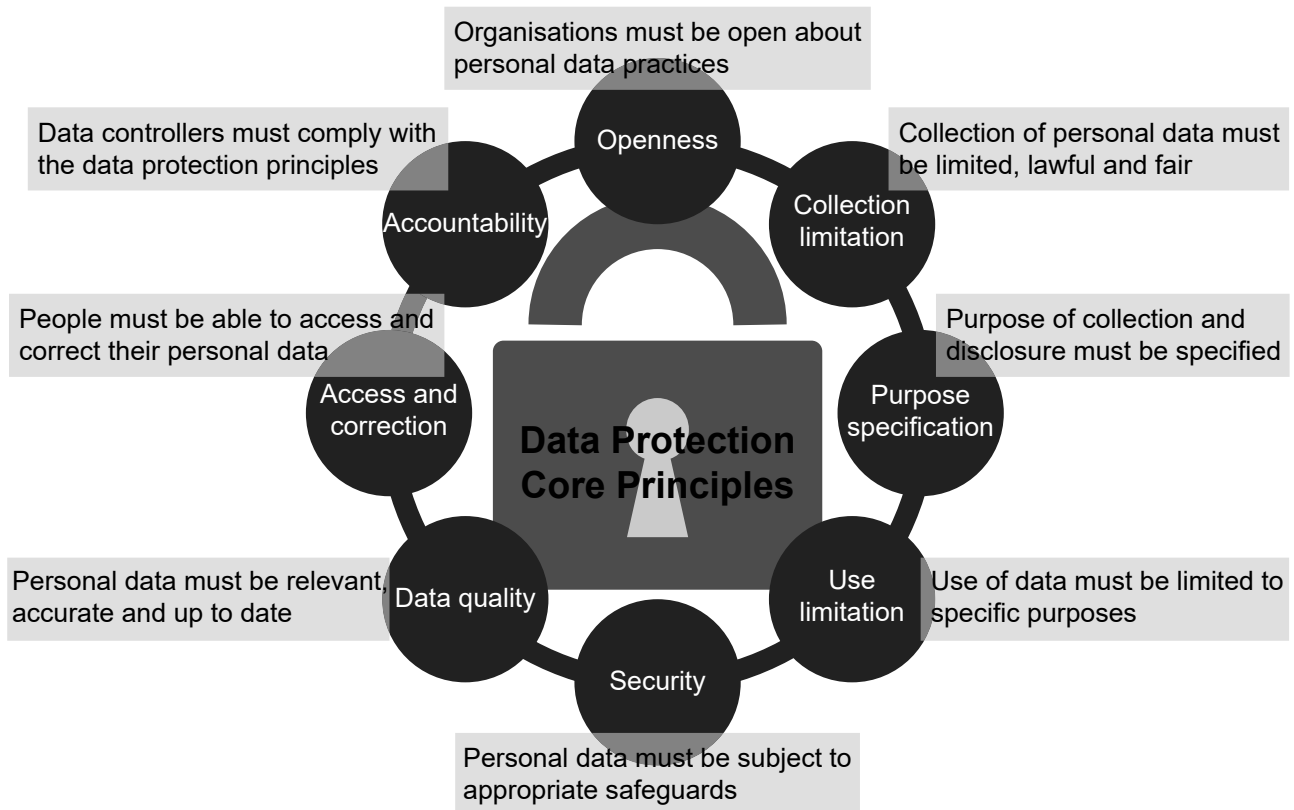 Organisations must be open about
personal data practices
Openness
Collection of personal data must
be limited, lawful and fair
Collection
limitation
Purpose of collection and
disclosure must be specified
Purpose
specification
Use of data must be limited to
specific purposes
Use
limitation
Security
Personal data must be subject to
appropriate safeguards
Personal data must be relevant,
accurate and up to date
Data quality
People must be able to access and
correct their personal data
Access and
correction
Data controllers must comply with
the data protection principles
Accountability
Data Protection
Core Principles